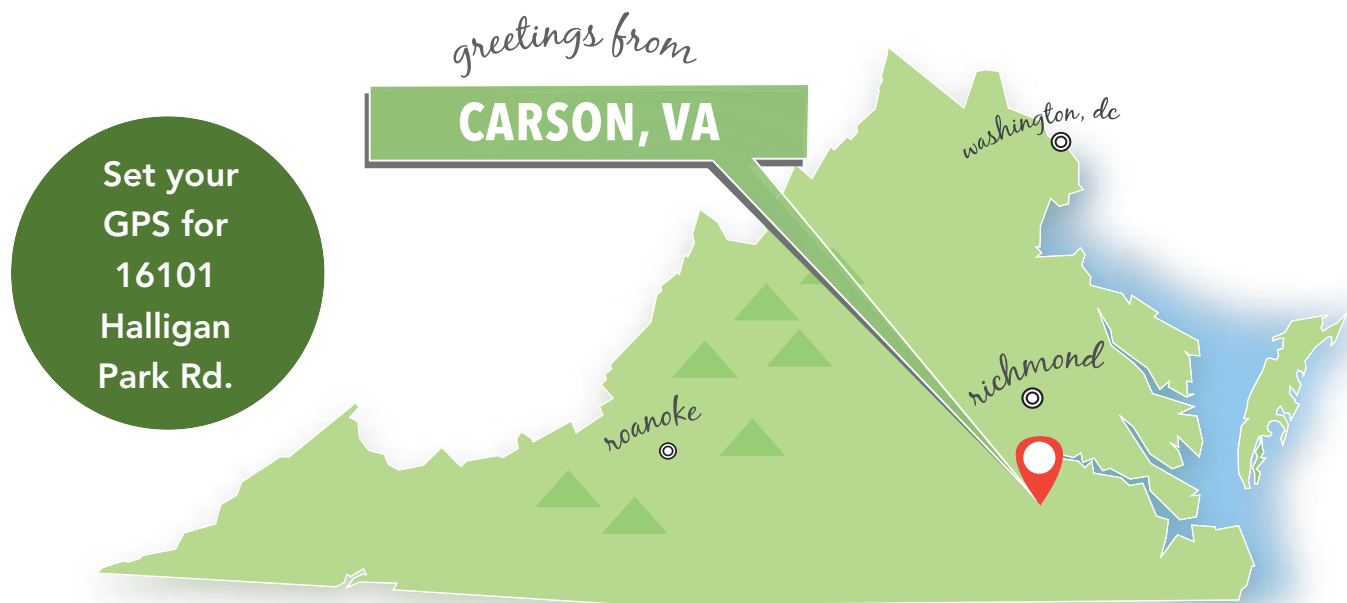 greetings from
CARSON, VA
washington, dc
Set your
GPS for
16101
Halligan
Park Rd.
richmond
roanoke